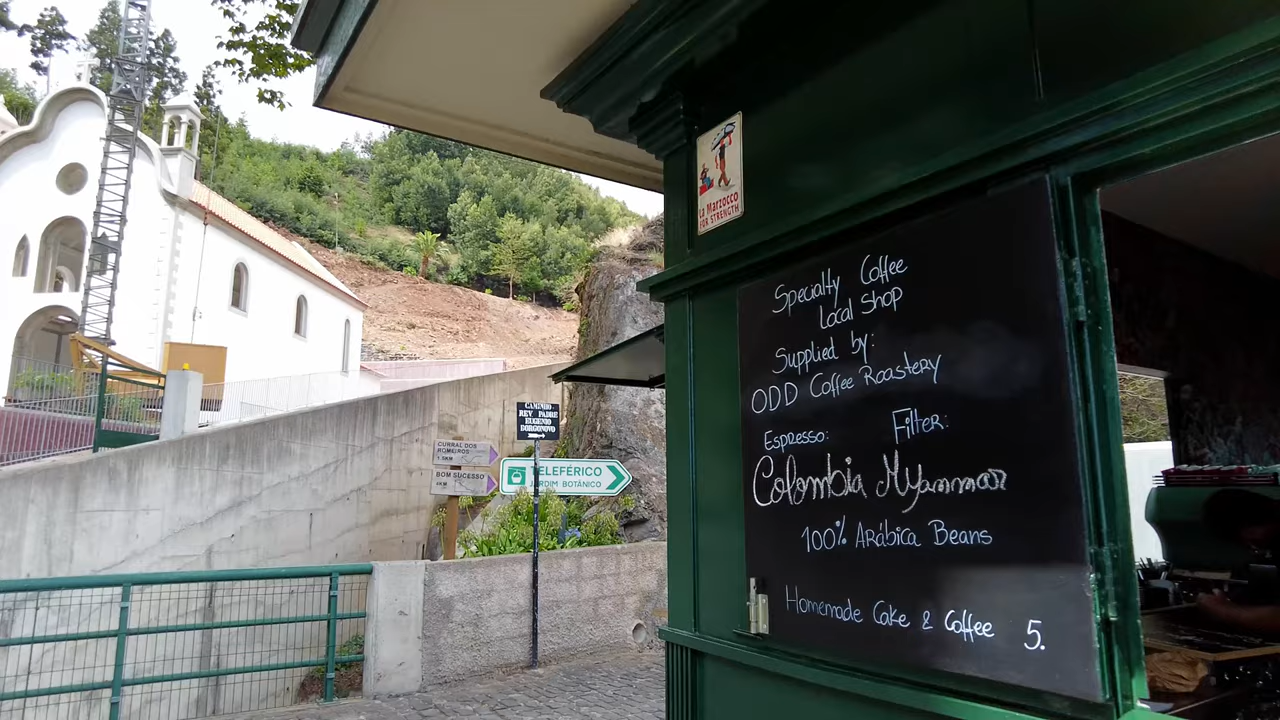 La Marzocco
FOR STRENGTH
Specialty Coffee
Local Shop
Supplied by:
ODD Coffee Roastery
Espresso: Filter:
Colombia Myanmar
100% Arábica Beans
Homemade Cake & Coffee 5.
CAMINHO
REV. PADRE
EUGENIO
BORGONOVO
CURRAL DOS
ROMEIROS
BOM SUCESSO
TELEFÉRICO
JARDIM BOTÂNICO